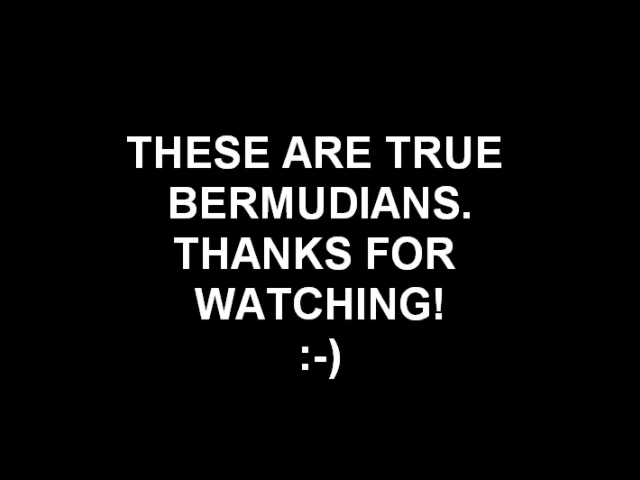 THESE ARE TRUE
BERMUDIANS.
THANKS FOR
WATCHING!
:-)